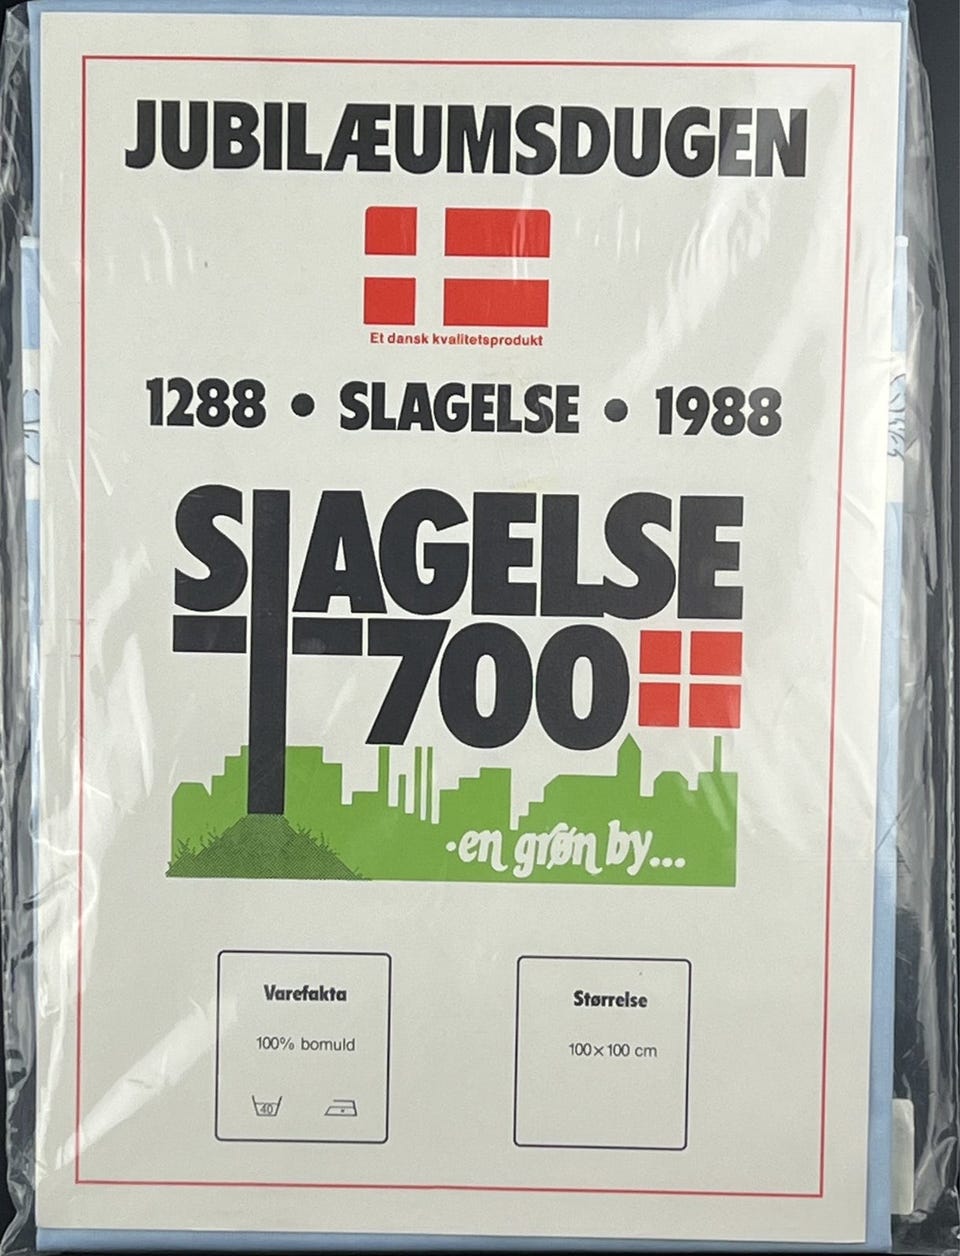 JUBILÆUMSDUGEN
Et dansk kvalitetsprodukt
1288 • SLAGELSE • 1988
SLAGELSE
700
·en grøn by...
Varefakta
100% bomuld
40
Størrelse
100×100 cm